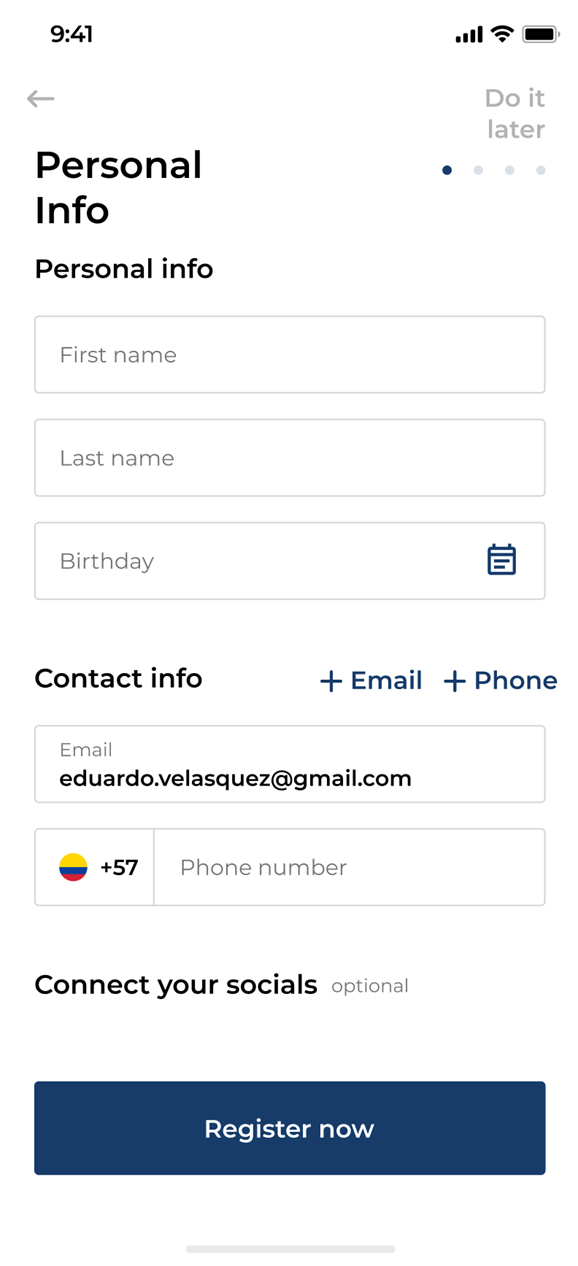 9:41
Do it
later
Personal
Info
Personal info
First name
Last name
Birthday
Contact info + Email + Phone
Email
eduardo.velasquez@gmail.com
+57 Phone number
Connect your socials optional
Register now